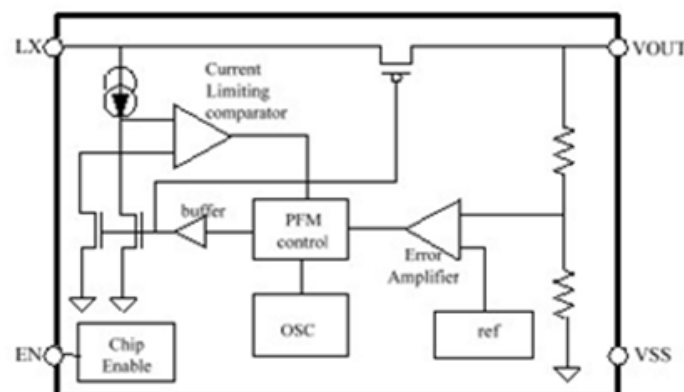 LX
VOUT
Current
Limiting
comparator
buffer
PFM
control
Error
Amplifier
OSC
ref
EN
Chip
Enable
VSS